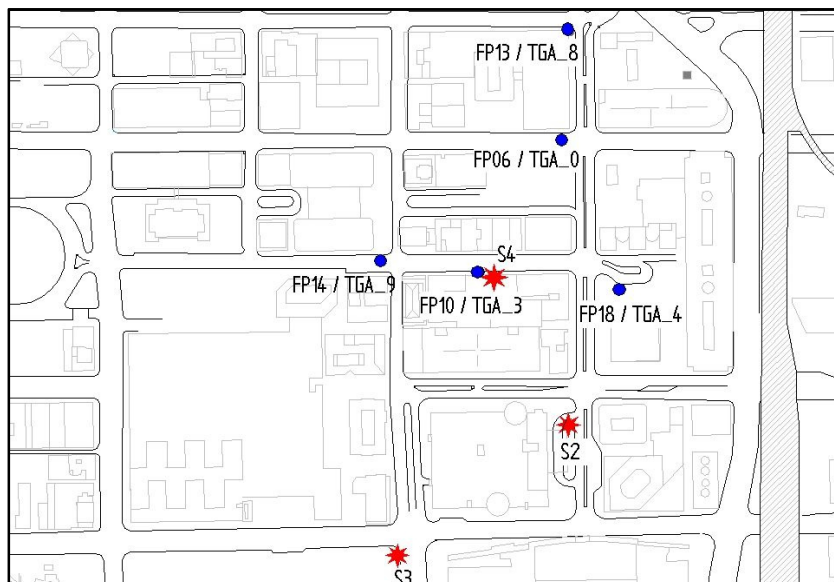 FP13 / TGA_8
FP06 / TGA_0
S4
FP14 / TGA_9
FP10 / TGA_3
FP18 / TGA_4
S2
S3